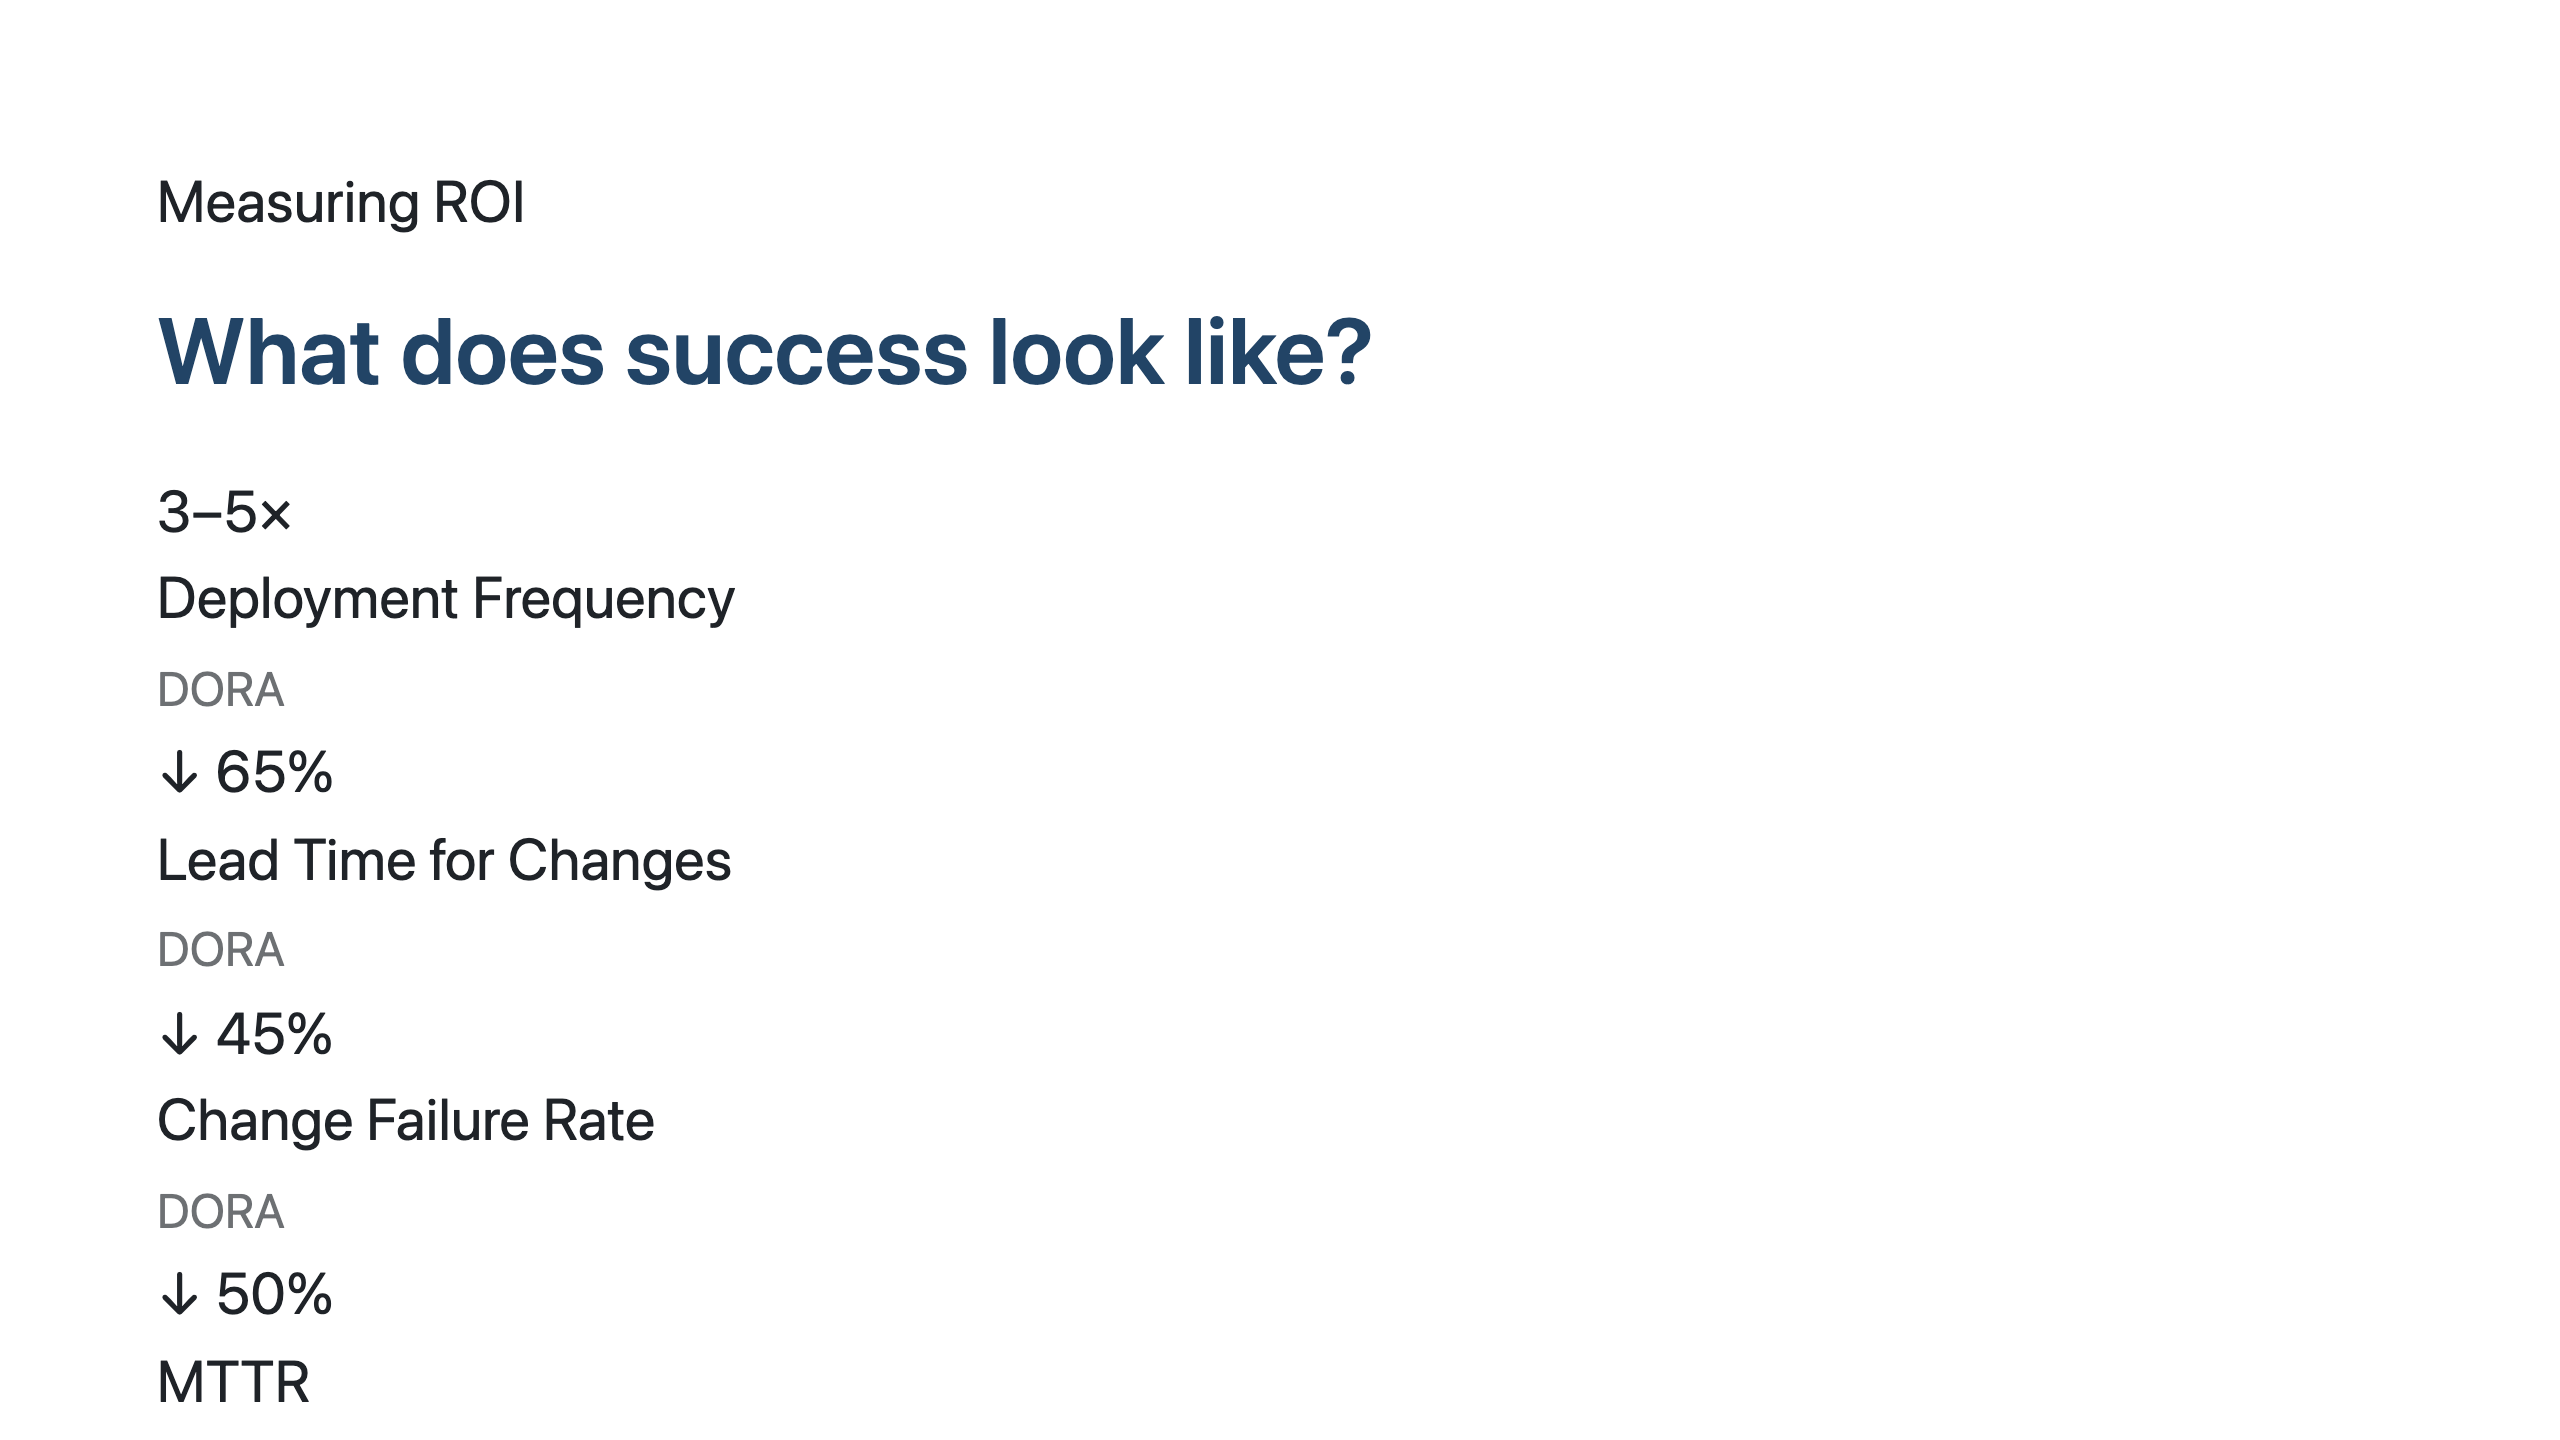 Measuring ROI
What does success look like?
3–5×
Deployment Frequency
DORA
↓ 65%
Lead Time for Changes
DORA
↓ 45%
Change Failure Rate
DORA
↓ 50%
MTTR